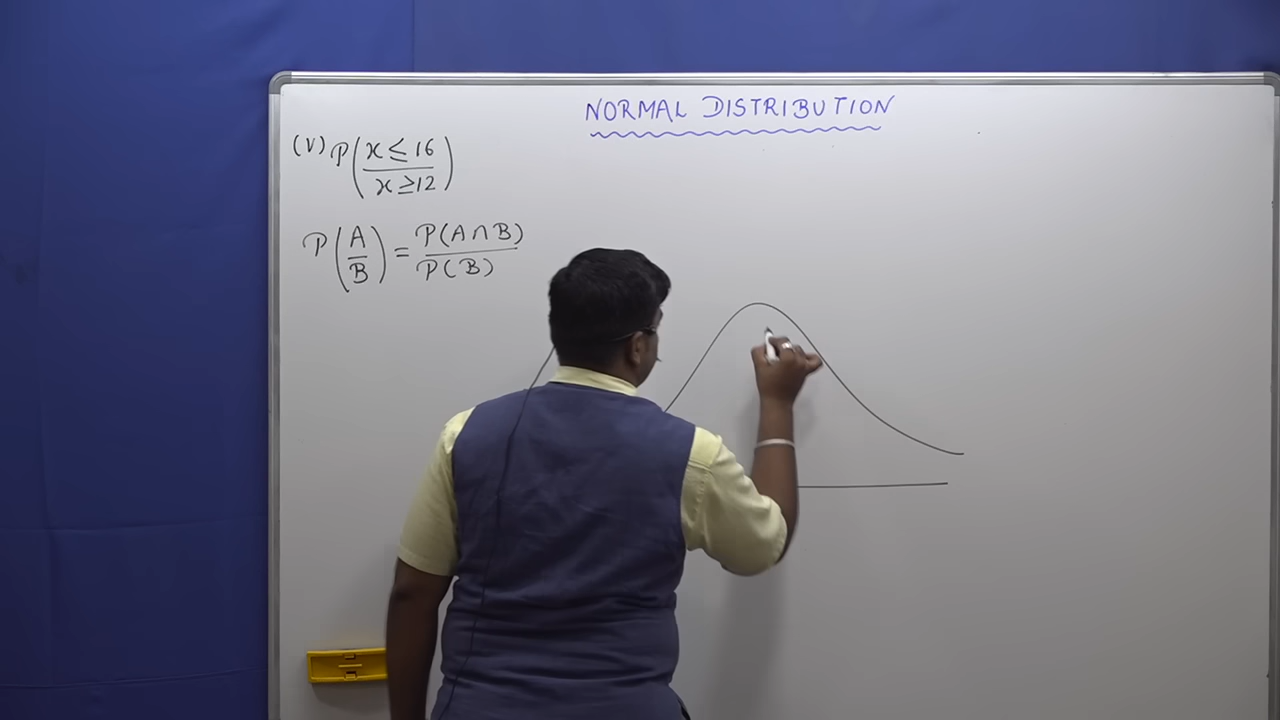 NORMAL DISTRIBUTION
(V) P(x ≤ 16 / x ≥ 12)
P(A/B) = P(A ∩ B) / P(B)